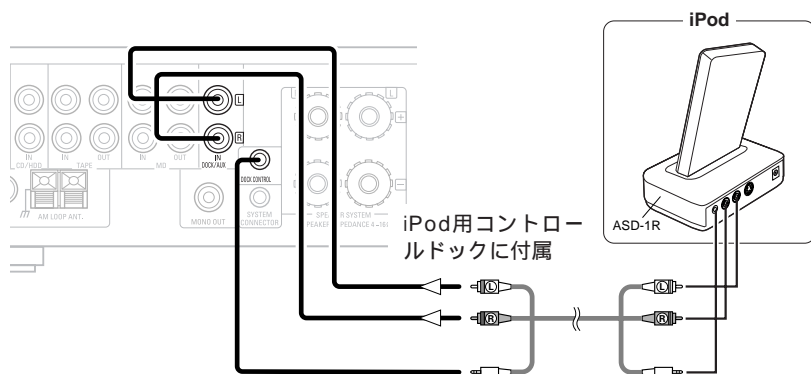 iPod
L
R
L
+
IN
CD/HDD
IN
OUT
TAPE
IN
OUT
MD
IN
DOCK/AUX
DOCK CONTROL
AM LOOP ANT.
MONO OUT
SYSTEM
CONNECTOR
ASD-1R
iPod用コントロー
ルドックに付属
L
L
R
R